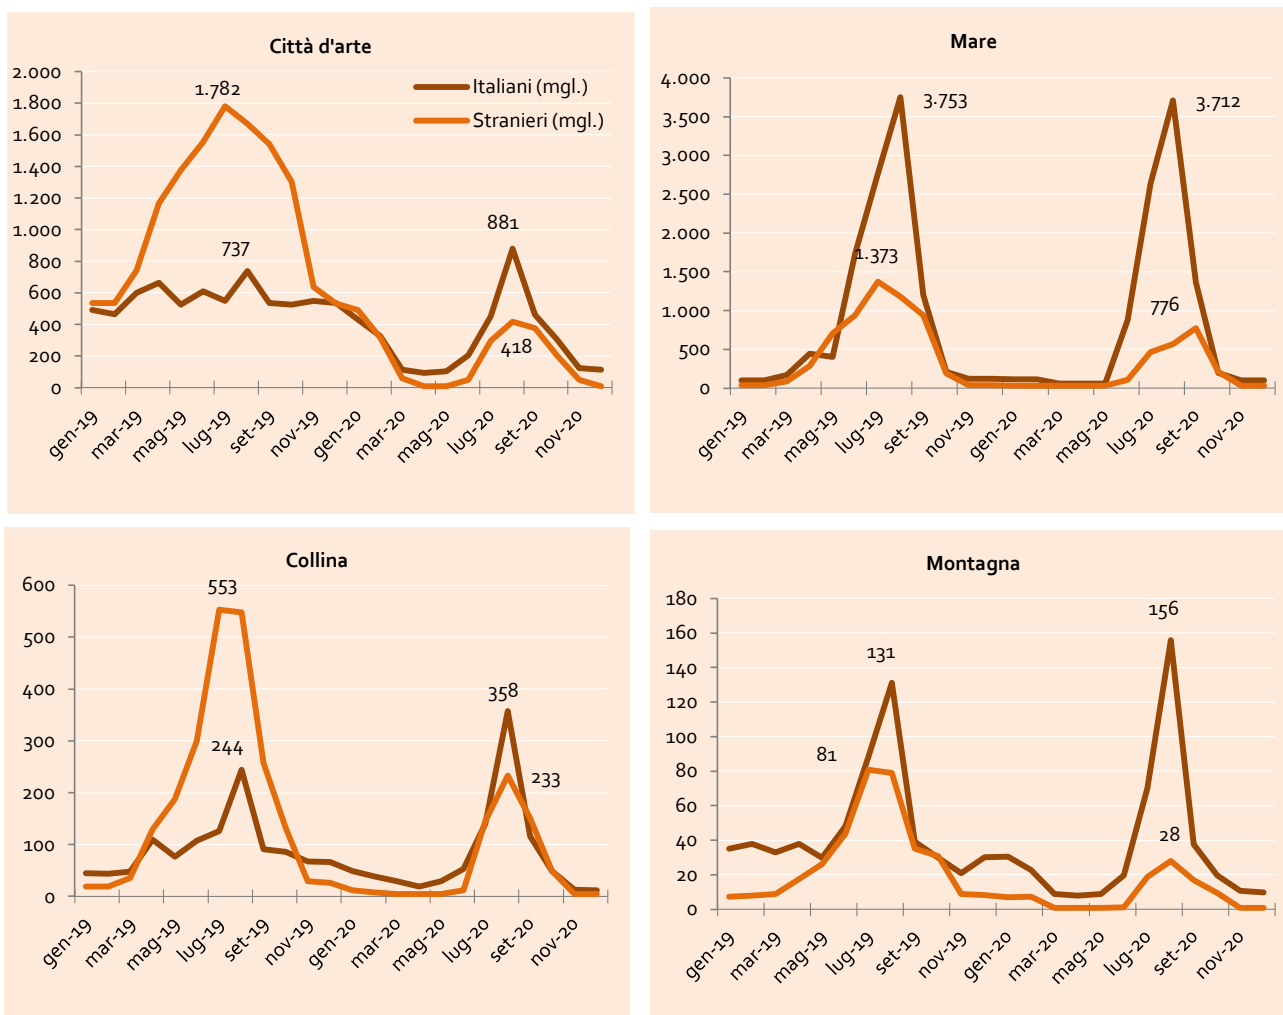 Città d'arte
2.000
1.800
1.600
1.400
1.200
1.000
800
600
400
200
0
1.782
737
881
418
Italiani (mgl.)
Stranieri (mgl.)
gen-19
mar-19
mag-19
lug-19
set-19
nov-19
gen-20
mar-20
mag-20
lug-20
set-20
nov-20
Mare
4.000
3.500
3.000
2.500
2.000
1.500
1.000
500
0
3.753
1.373
3.712
776
gen-19
mar-19
mag-19
lug-19
set-19
nov-19
gen-20
mar-20
mag-20
lug-20
set-20
nov-20
Collina
600
500
400
300
200
100
0
553
244
358
233
gen-19
mar-19
mag-19
lug-19
set-19
nov-19
gen-20
mar-20
mag-20
lug-20
set-20
nov-20
Montagna
180
160
140
120
100
80
60
40
20
0
131
81
156
28
gen-19
mar-19
mag-19
lug-19
set-19
nov-19
gen-20
mar-20
mag-20
lug-20
set-20
nov-20